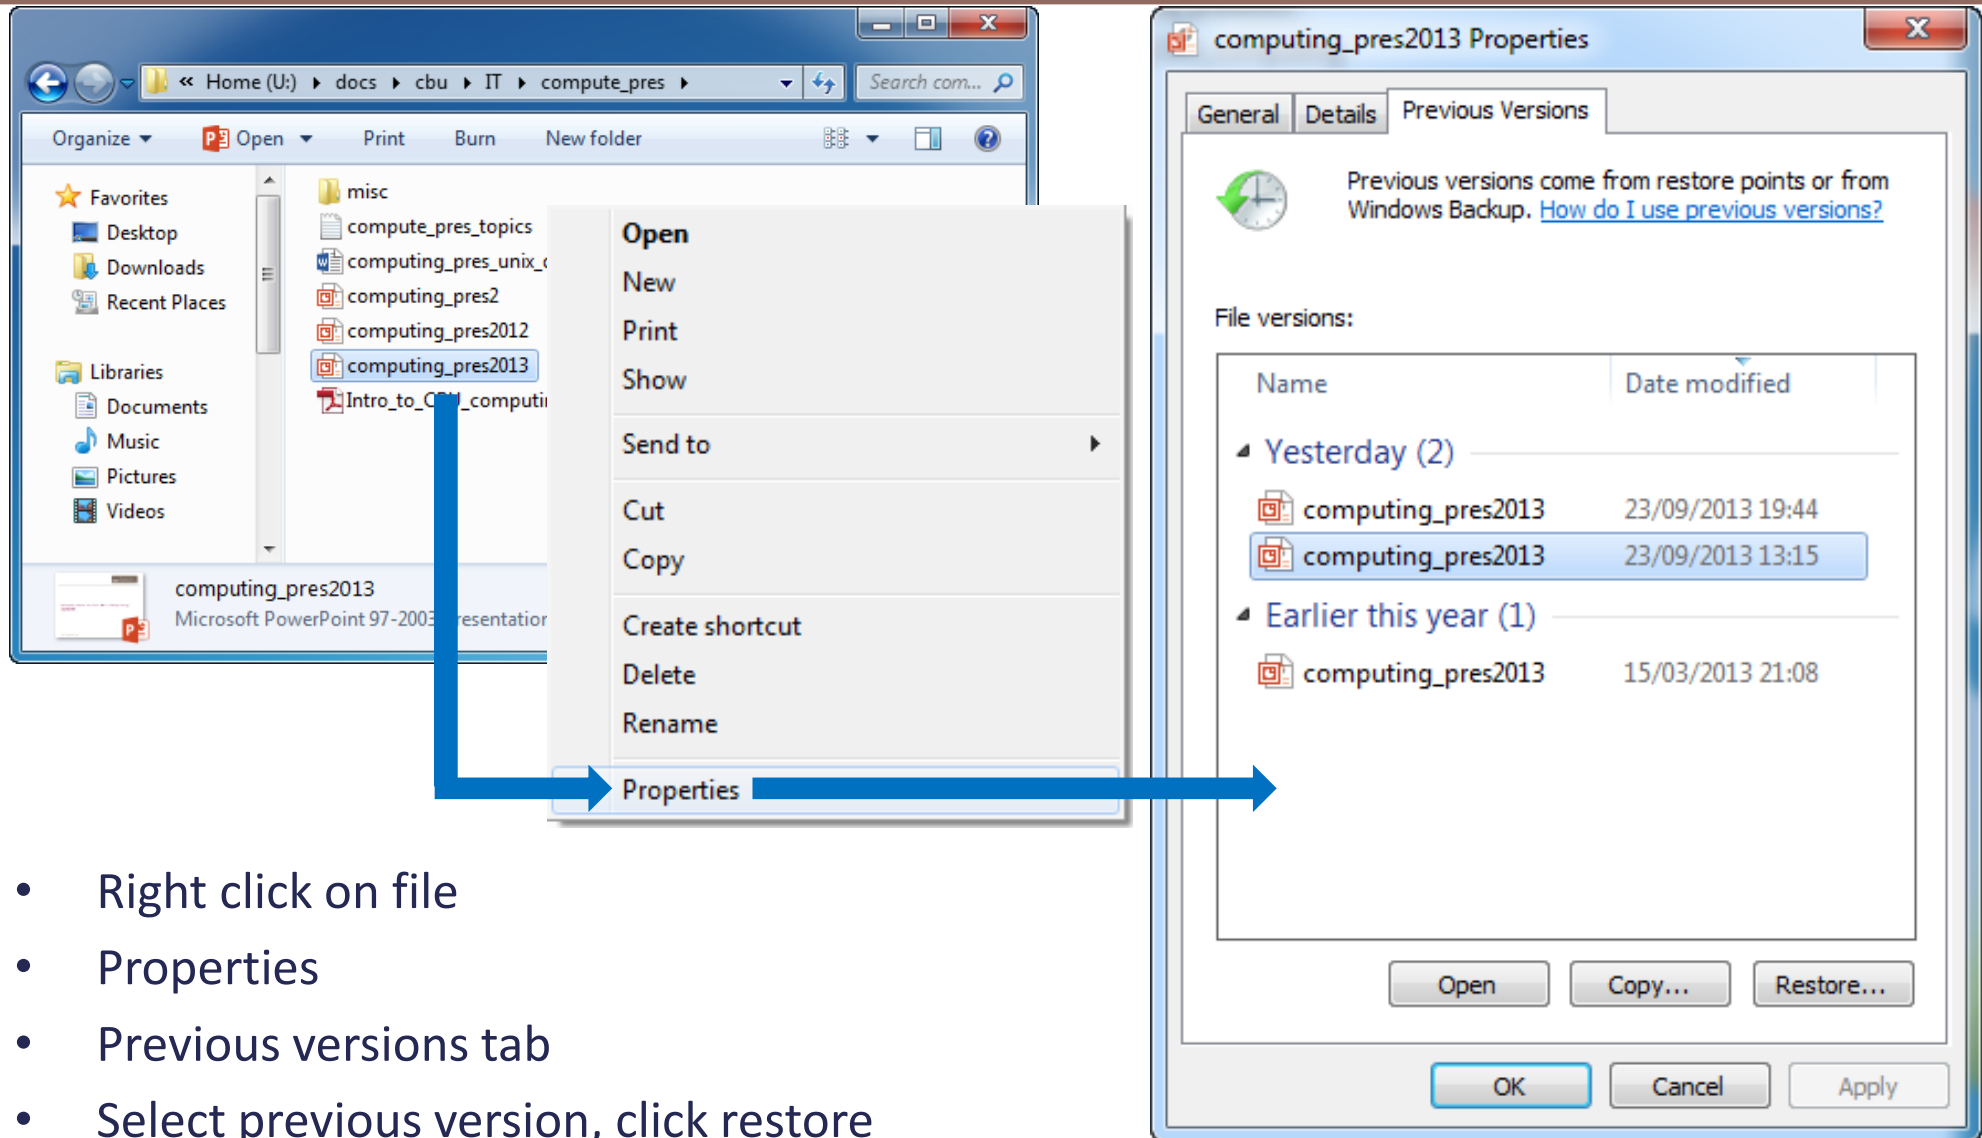 « Home (U:) ▸ docs ▸ cbu ▸ IT ▸ compute_pres ▸
Search com...
Organize Open Print Burn New folder
Favorites
Desktop
Downloads
Recent Places
Libraries
Documents
Music
Pictures
Videos
misc
compute_pres_topics
computing_pres_unix_
computing_pres2
computing_pres2012
computing_pres2013
computing_pres2013
Microsoft PowerPoint 97-2003
Open
New
Print
Show
Send to
Cut
Copy
Create shortcut
Delete
Rename
Properties
computing_pres2013 Properties
General Details Previous Versions
Previous versions come from restore points or from
Windows Backup. How do I use previous versions?
File versions:
Name Date modified
Yesterday (2)
computing_pres2013 23/09/2013 19:44
computing_pres2013 23/09/2013 13:15
Earlier this year (1)
computing_pres2013 15/03/2013 21:08
Open Copy... Restore...
OK Cancel Apply
• Right click on file
• Properties
• Previous versions tab
• Select previous version, click restore